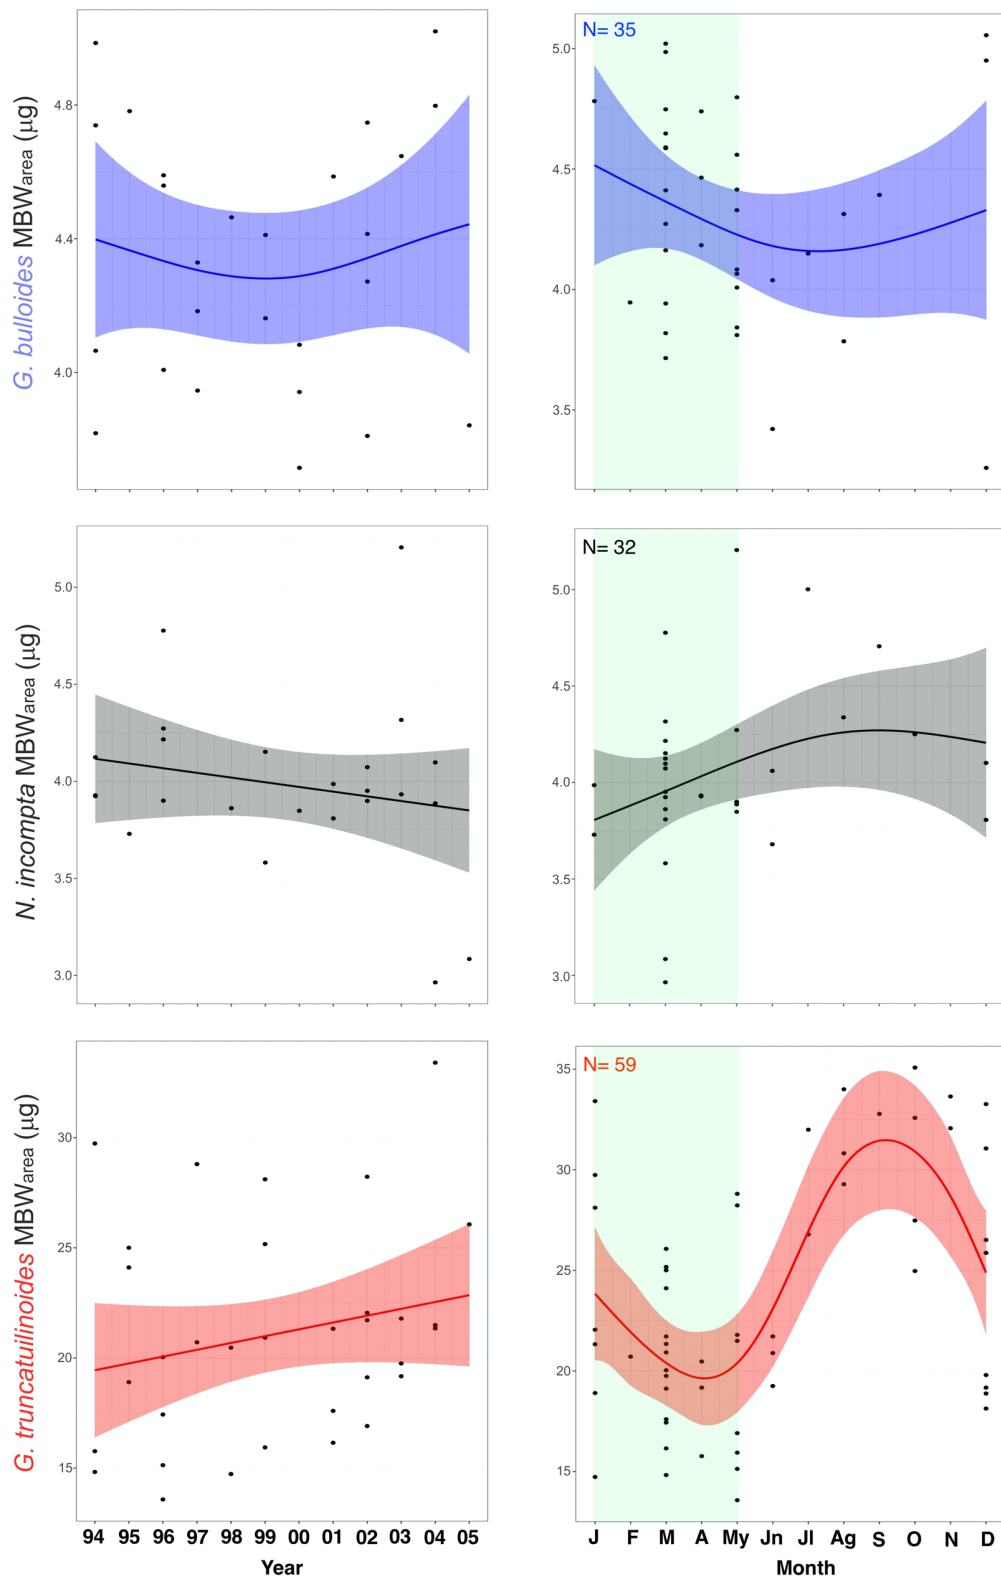 G. bulloides MBWarea (µg)
4.8
4.4
4.0
N= 35
5.0
4.5
4.0
3.5
N. incompta MBWarea (µg)
5.0
4.5
4.0
3.5
3.0
N= 32
5.0
4.5
4.0
3.5
3.0
G. truncatuilinoides MBWarea (µg)
30
25
20
15
94 95 96 97 98 99 00 01 02 03 04 05
Year
N= 59
35
30
25
20
15
J F M A My Jn Jl Ag S O N D
Month